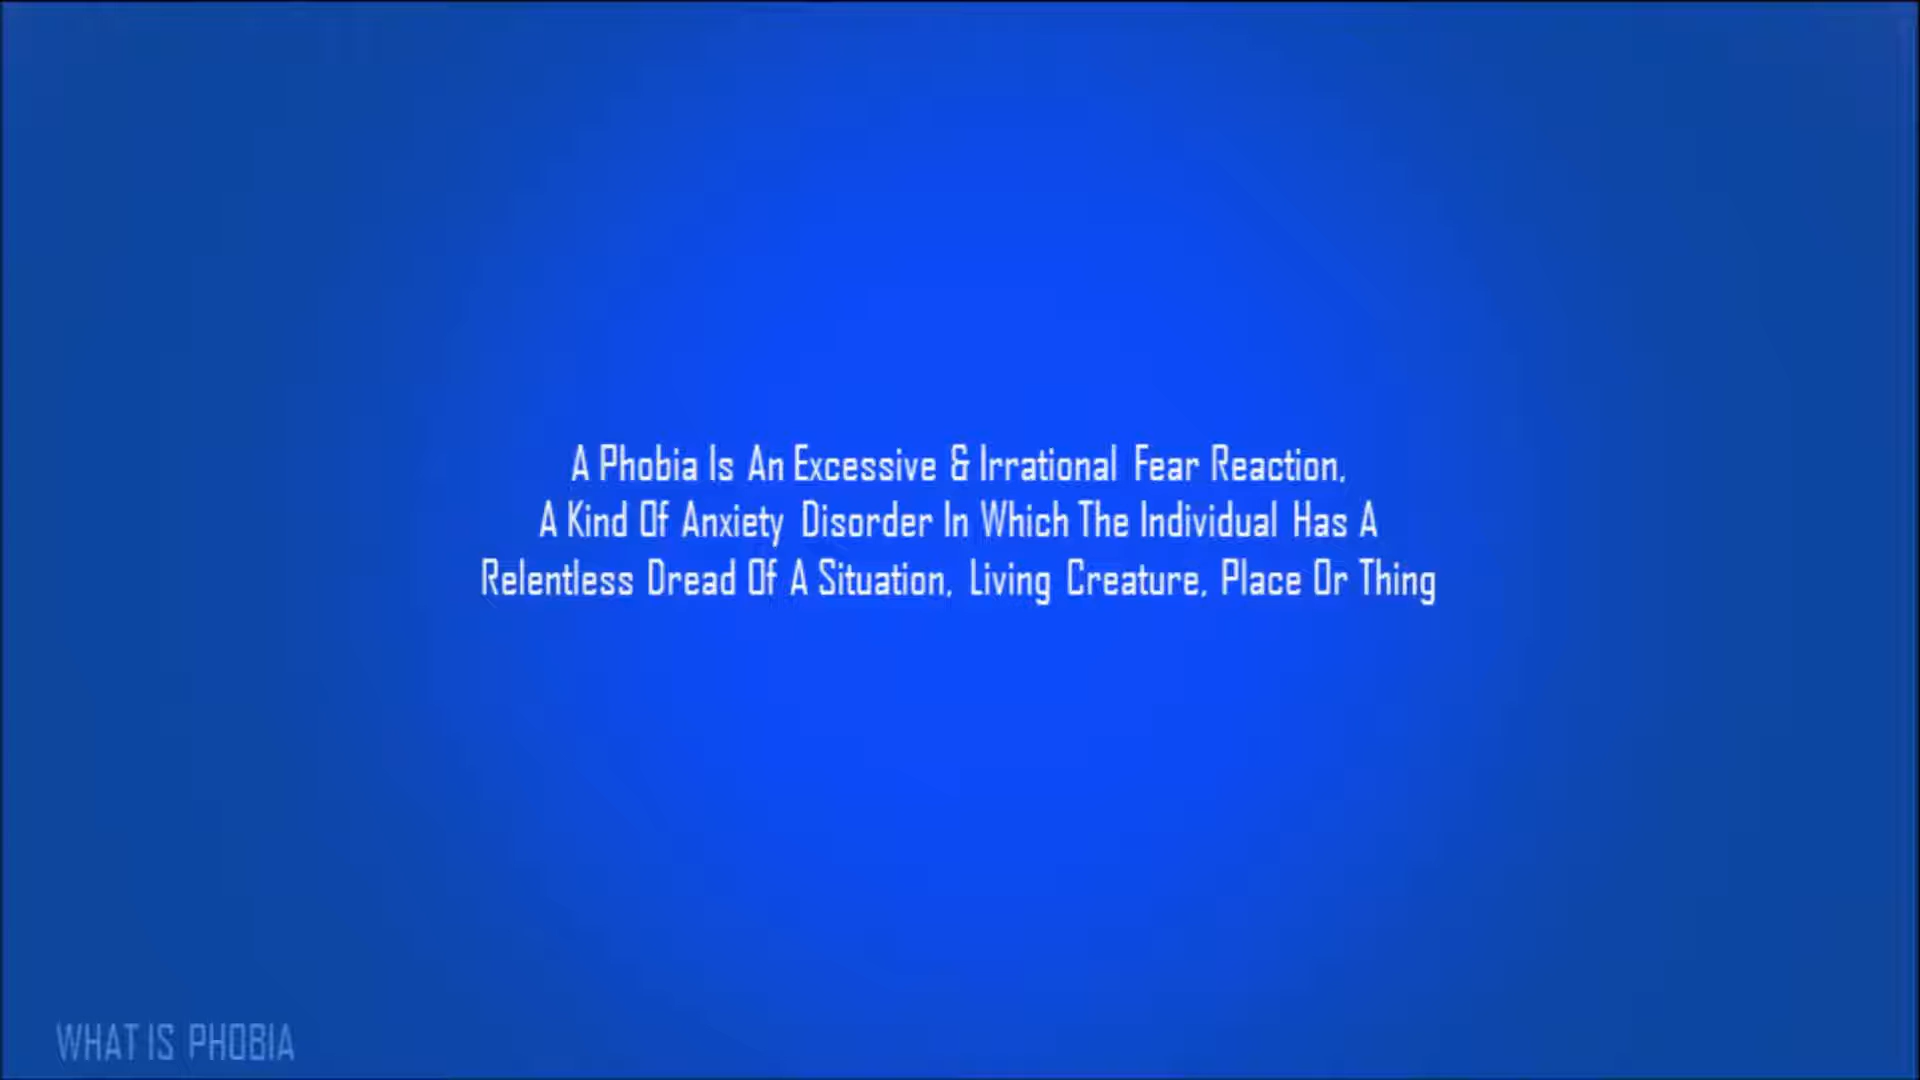 A Phobia Is An Excessive & Irrational Fear Reaction,
A Kind Of Anxiety Disorder In Which The Individual Has A
Relentless Dread Of A Situation, Living Creature, Place Or Thing
WHAT IS PHOBIA